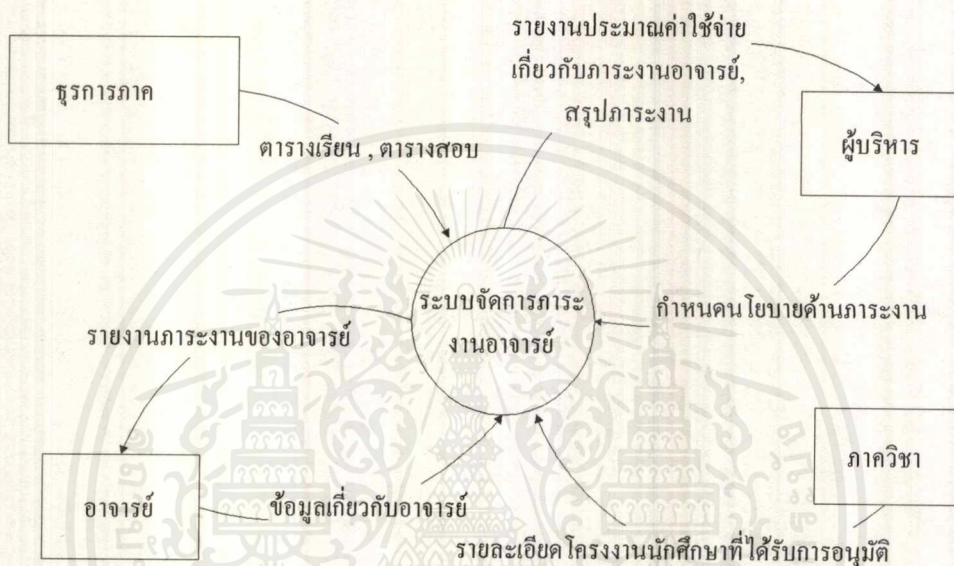 รายงานประมาณค่าใช้จ่าย
เกี่ยวกับภาระงานอาจารย์,
สรุปภาระงาน
ธุรการภาค
ผู้บริหาร
ตารางเรียน , ตารางสอบ
ระบบจัดการภาระ
งานอาจารย์
กำหนดนโยบายด้านภาระงาน
รายงานภาระงานของอาจารย์
ภาควิชา
อาจารย์
ข้อมูลเกี่ยวกับอาจารย์
รายละเอียดโครงงานนักศึกษาที่ได้รับการอนุมัติ